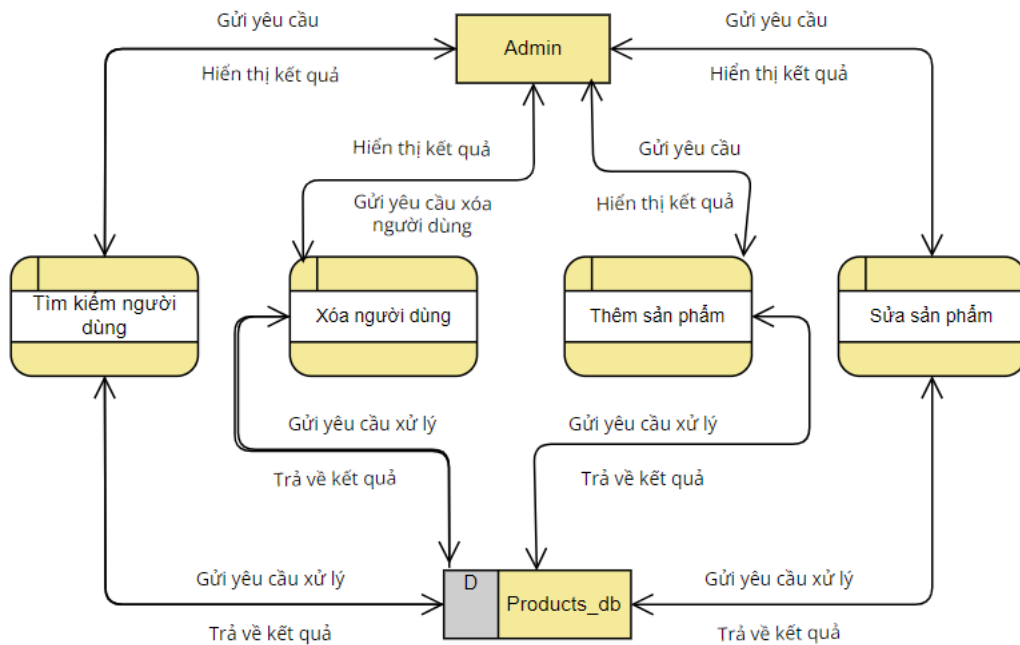 Gửi yêu cầu
Gửi yêu cầu
Admin
Hiển thị kết quả
Hiển thị kết quả
Hiển thị kết quả
Gửi yêu cầu
Gửi yêu cầu xóa
người dùng
Hiển thị kết quả
Tìm kiếm người
dùng
Xóa người dùng
Thêm sản phẩm
Sửa sản phẩm
Gửi yêu cầu xử lý
Gửi yêu cầu xử lý
Trả về kết quả
Trả về kết quả
Gửi yêu cầu xử lý
D
Products_db
Gửi yêu cầu xử lý
Trả về kết quả
Trả về kết quả